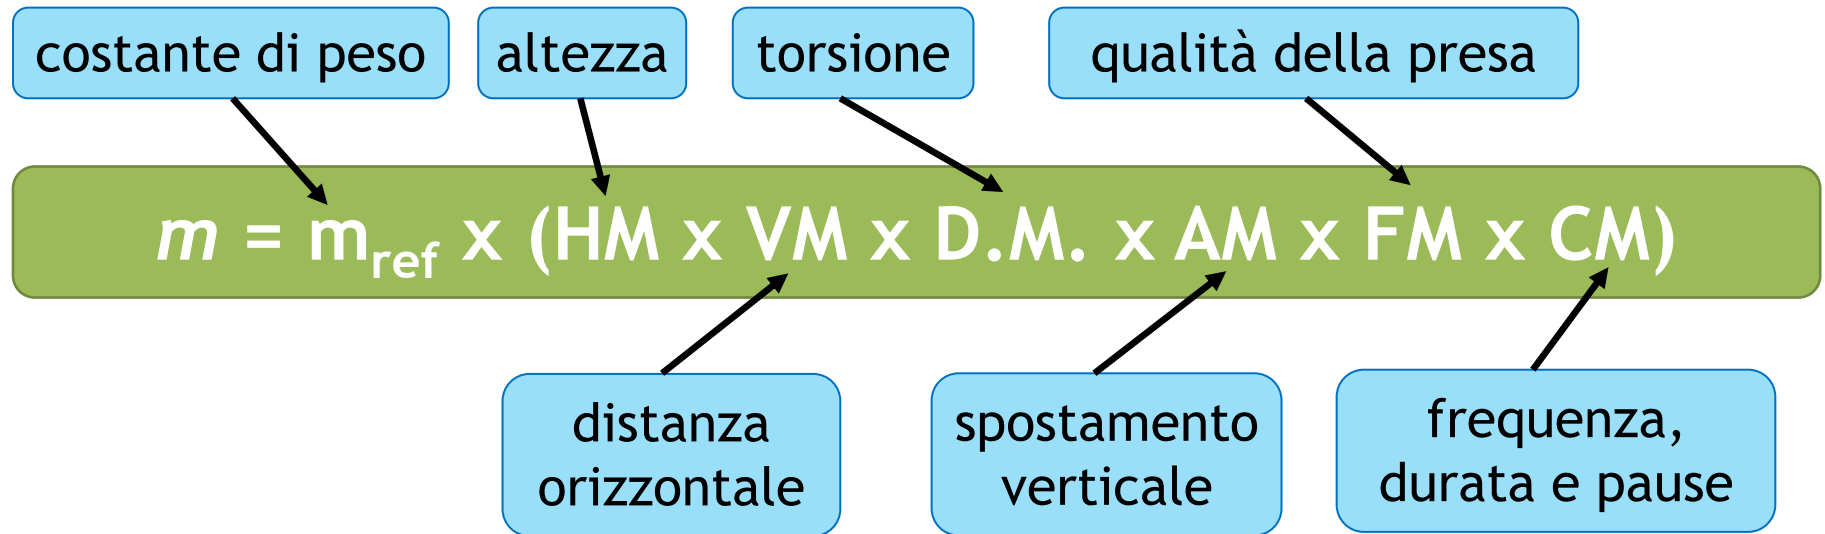 costante di peso
altezza
torsione
qualità della presa
m = mref x (HM x VM x D.M. x AM x FM x CM)
distanza
orizzontale
spostamento
verticale
frequenza,
durata e pause